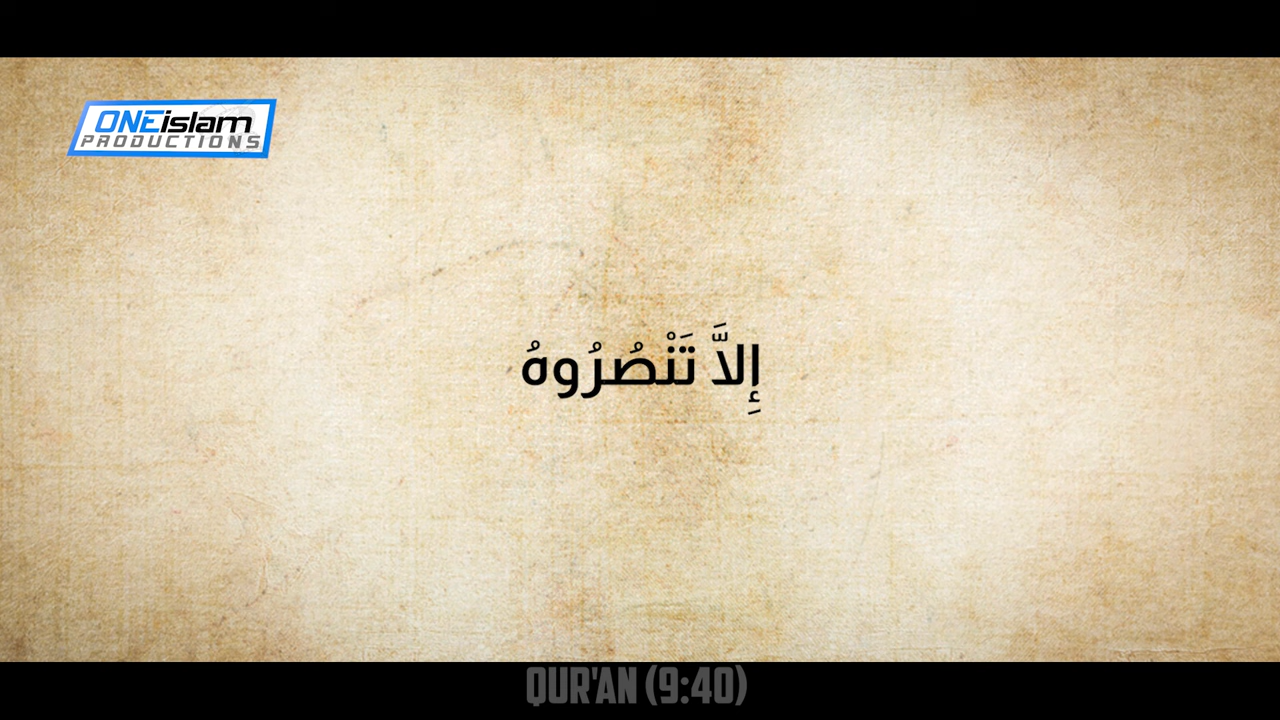 ONEislam
PRODUCTIONS
إِلاَّ تَنْصُرُوهُ
QUR'AN (9:40)